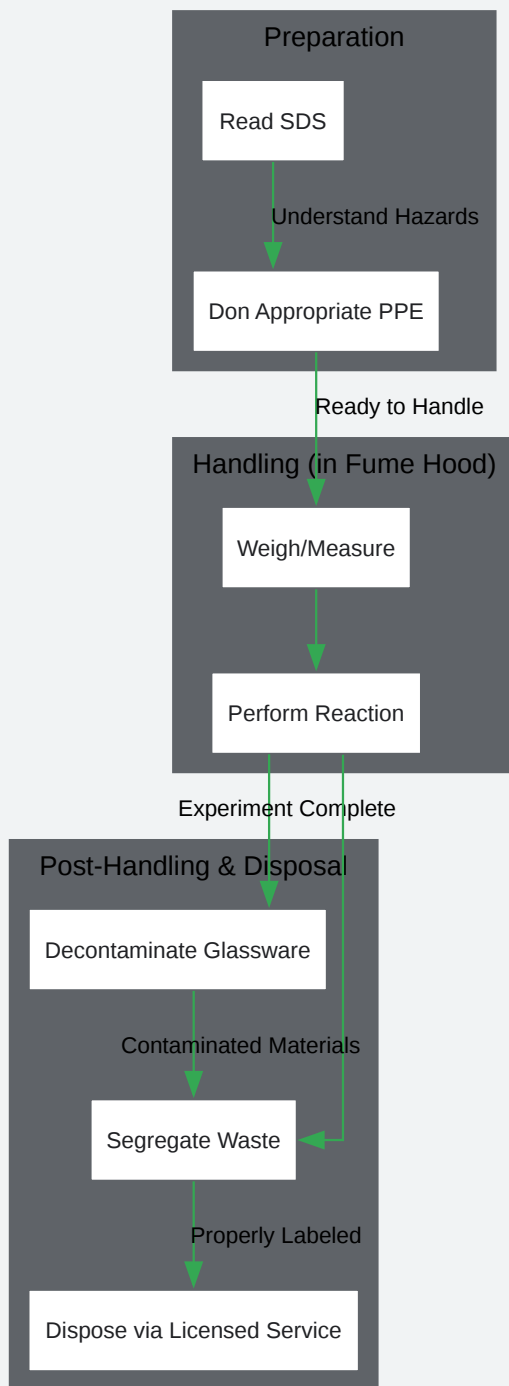 Preparation
Read SDS
Understand Hazards
Don Appropriate PPE
Ready to Handle
Handling (in Fume Hood)
Weigh/Measure
Perform Reaction
Experiment Complete
Post-Handling & Disposal
Decontaminate Glassware
Contaminated Materials
Segregate Waste
Properly Labeled
Dispose via Licensed Service